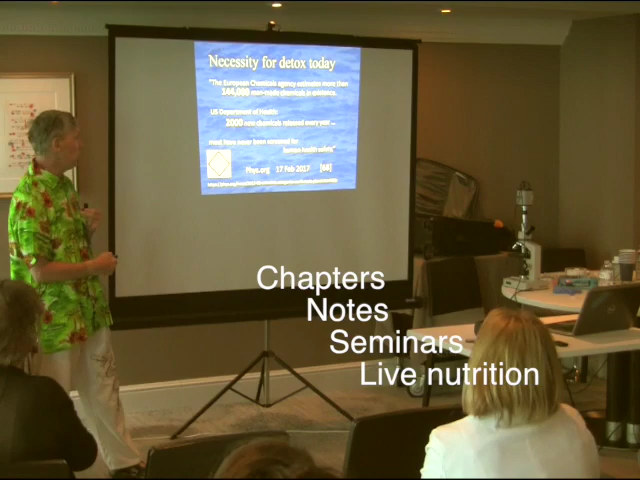 Necessity for detox today
"The European Chemicals agency estimates more than
144,000 man-made chemicals in existence.
US Department of Health:
2000 new chemicals released every year ...
most have never been screened for
human health safety."
Phys.org 17 Feb 2017 [68]
Chapters
Notes
Seminars
Live nutrition